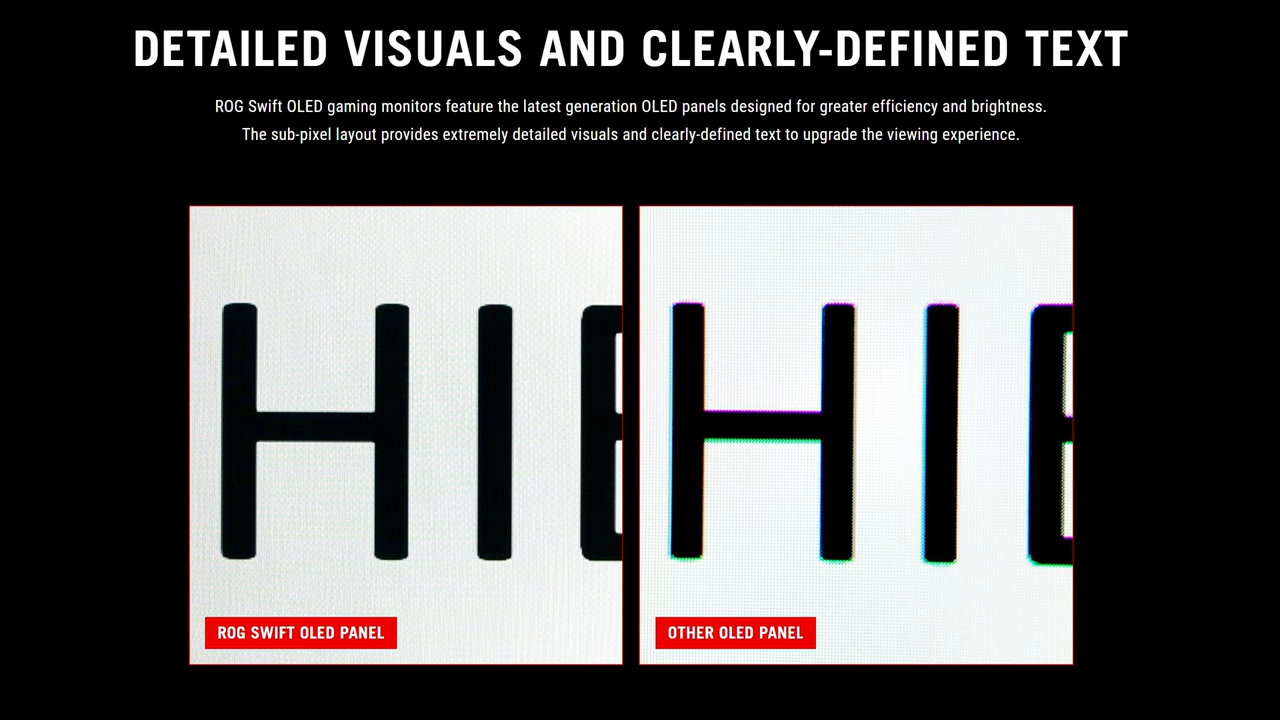 DETAILED VISUALS AND CLEARLY-DEFINED TEXT
ROG Swift OLED gaming monitors feature the latest generation OLED panels designed for greater efficiency and brightness.
The sub-pixel layout provides extremely detailed visuals and clearly-defined text to upgrade the viewing experience.
HI
HI
ROG SWIFT OLED PANEL
OTHER OLED PANEL